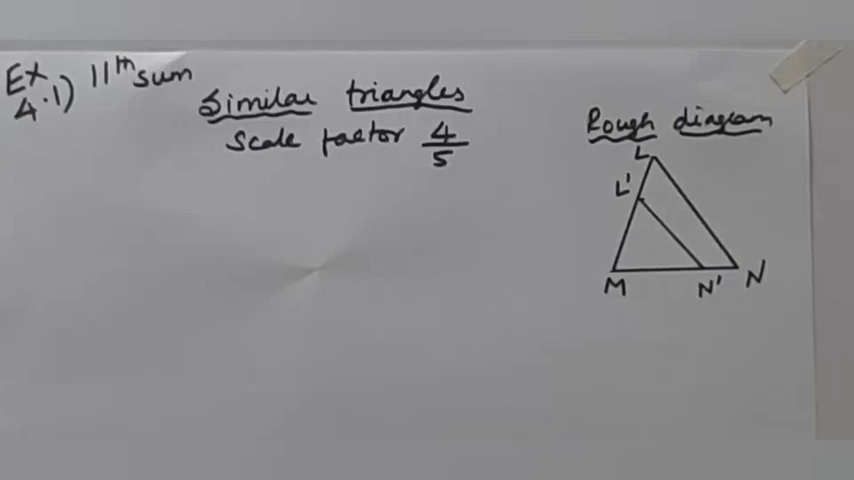 Ex 4.1) 11th sum
Similar triangles
Scale factor 4/5
Rough diagram
L
L'
M N' N